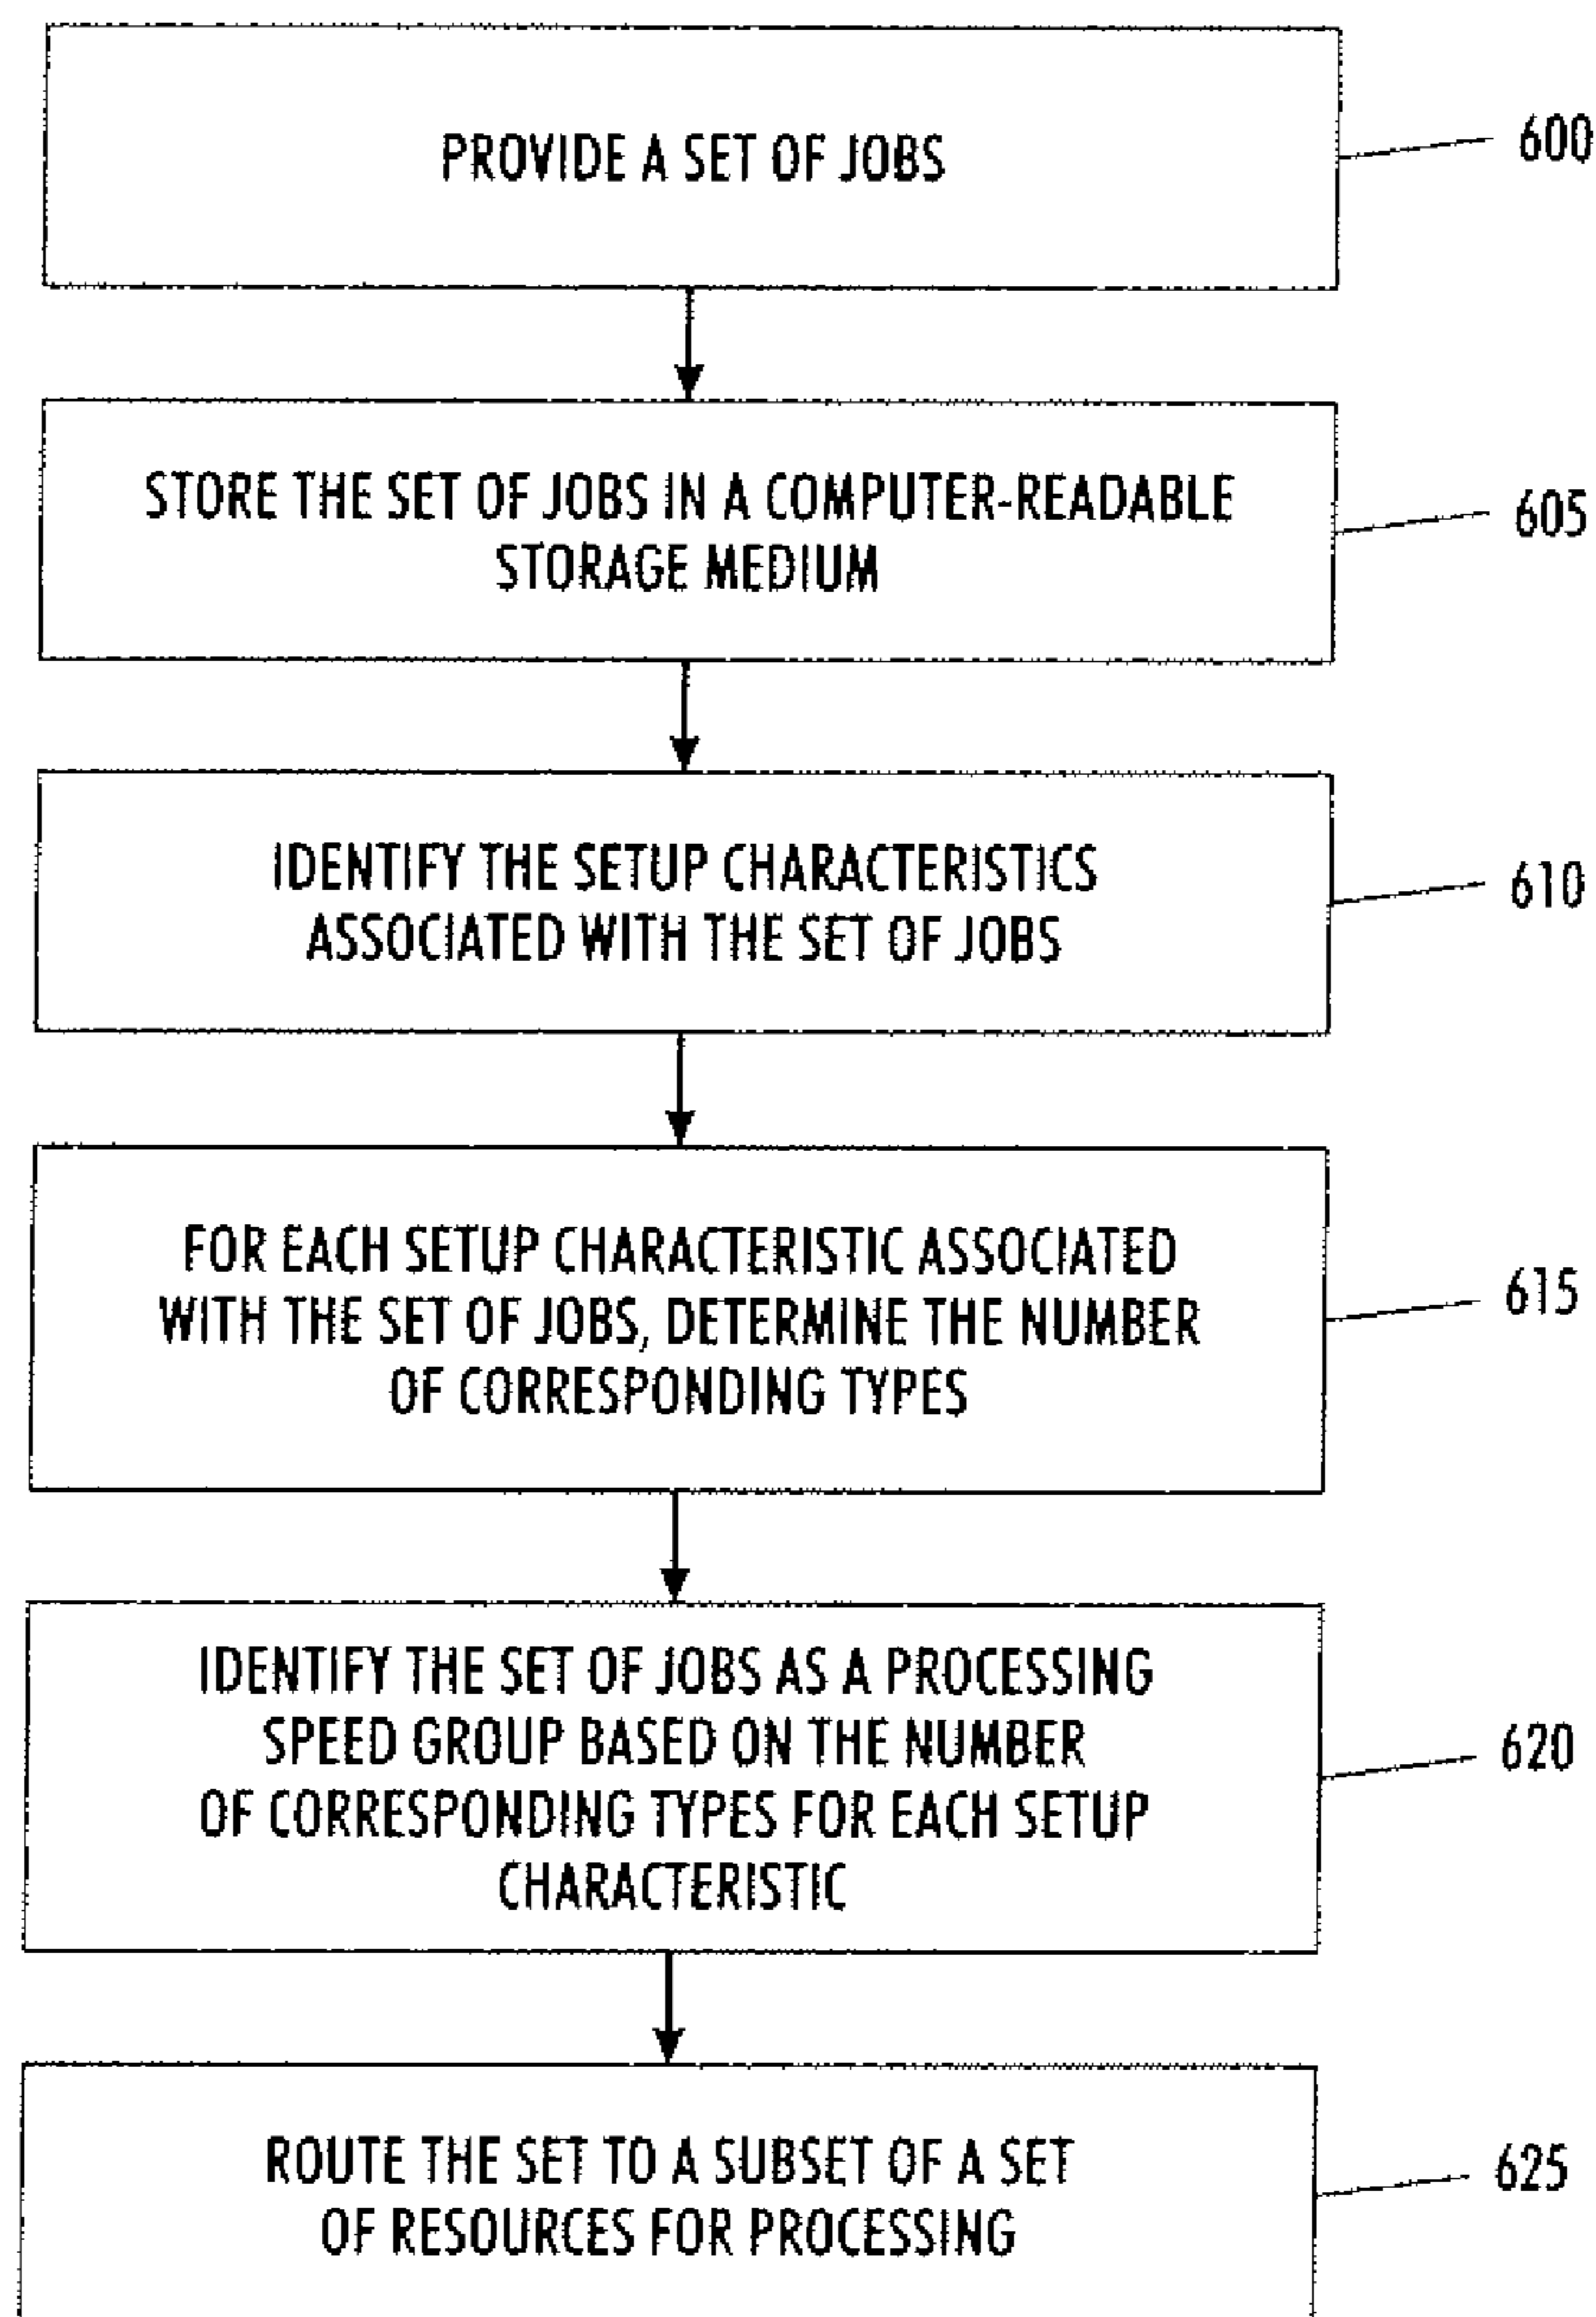 PROVIDE A SET OF JOBS
600
STORE THE SET OF JOBS IN A COMPUTER-READABLE
STORAGE MEDIUM
605
IDENTIFY THE SETUP CHARACTERISTICS
ASSOCIATED WITH THE SET OF JOBS
610
FOR EACH SETUP CHARACTERISTIC ASSOCIATED
WITH THE SET OF JOBS, DETERMINE THE NUMBER
OF CORRESPONDING TYPES
615
IDENTIFY THE SET OF JOBS AS A PROCESSING
SPEED GROUP BASED ON THE NUMBER
OF CORRESPONDING TYPES FOR EACH SETUP
CHARACTERISTIC
620
ROUTE THE SET TO A SUBSET OF A SET
OF RESOURCES FOR PROCESSING
625